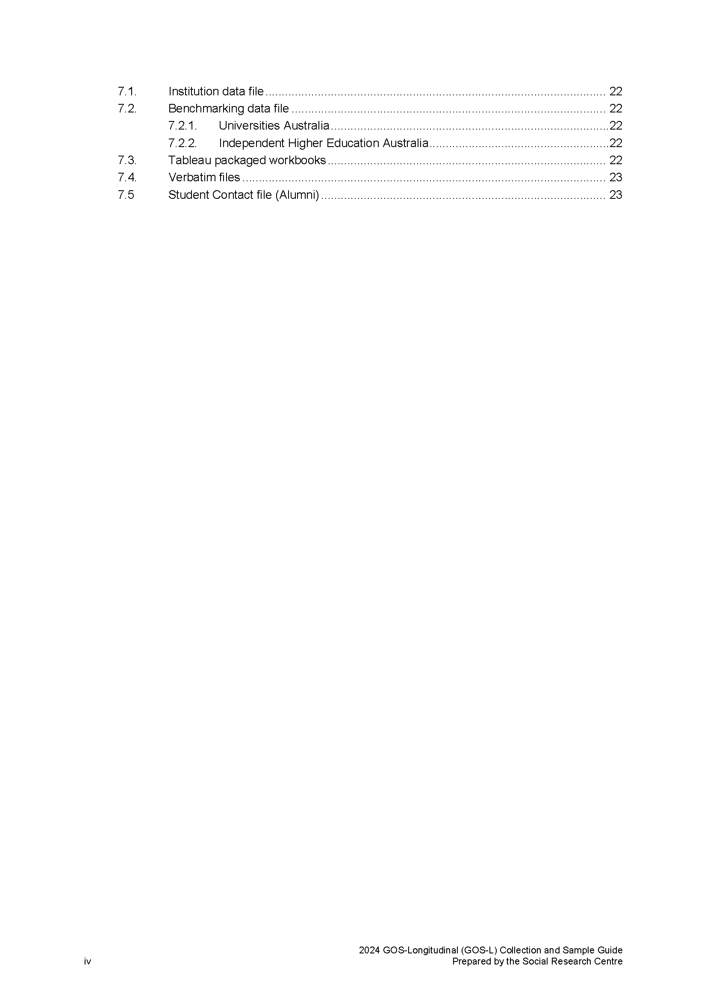 7.1. Institution data file ........................................................................................................ 22
7.2. Benchmarking data file ................................................................................................ 22
7.2.1. Universities Australia.....................................................................................22
7.2.2. Independent Higher Education Australia.......................................................22
7.3. Tableau packaged workbooks ..................................................................................... 22
7.4. Verbatim files ............................................................................................................... 23
7.5 Student Contact file (Alumni) ....................................................................................... 23
2024 GOS-Longitudinal (GOS-L) Collection and Sample Guide
iv Prepared by the Social Research Centre